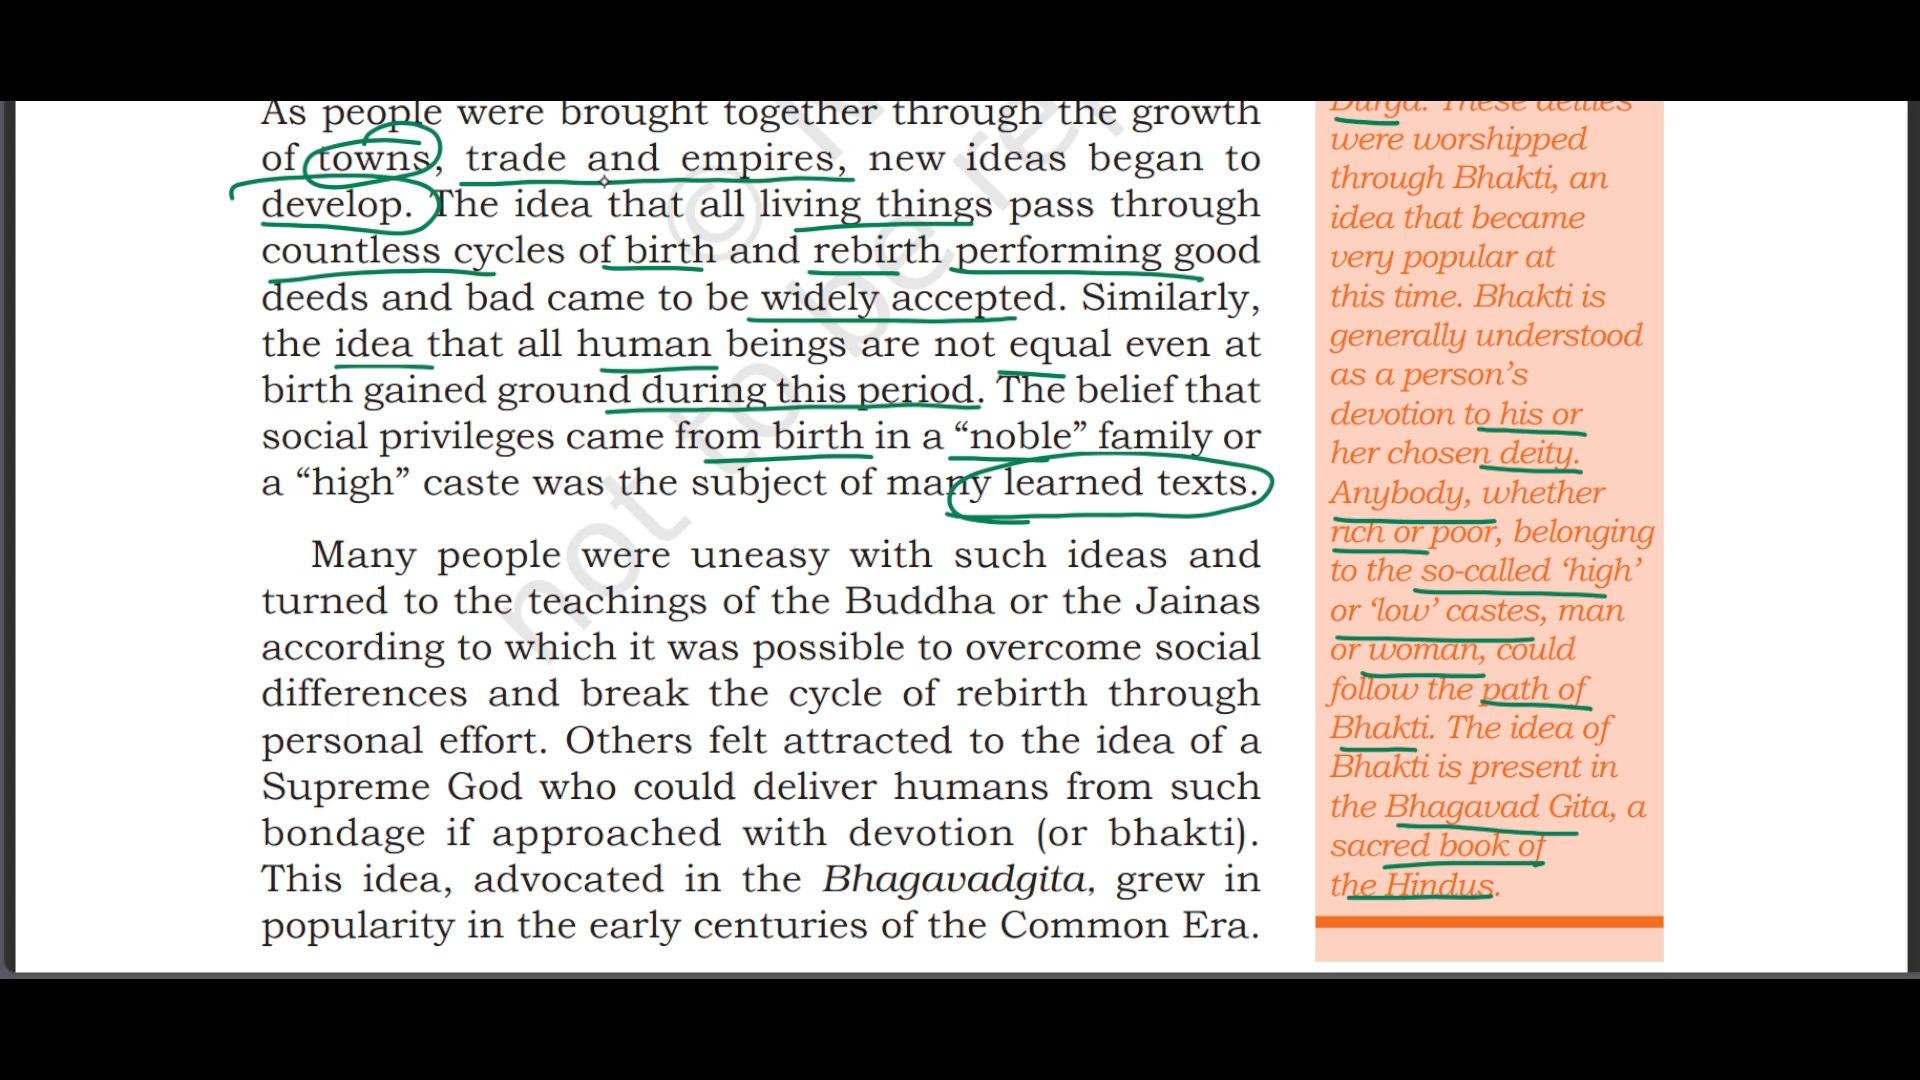 As people were brought together through the growth
of towns, trade and empires, new ideas began to
develop. The idea that all living things pass through
countless cycles of birth and rebirth performing good
deeds and bad came to be widely accepted. Similarly,
the idea that all human beings are not equal even at
birth gained ground during this period. The belief that
social privileges came from birth in a “noble” family or
a “high” caste was the subject of many learned texts.
Many people were uneasy with such ideas and
turned to the teachings of the Buddha or the Jainas
according to which it was possible to overcome social
differences and break the cycle of rebirth through
personal effort. Others felt attracted to the idea of a
Supreme God who could deliver humans from such
bondage if approached with devotion (or bhakti).
This idea, advocated in the Bhagavadgita, grew in
popularity in the early centuries of the Common Era.
Durga. These deities
were worshipped
through Bhakti, an
idea that became
very popular at
this time. Bhakti is
generally understood
as a person’s
devotion to his or
her chosen deity.
Anybody, whether
rich or poor, belonging
to the so-called ‘high’
or ‘low’ castes, man
or woman, could
follow the path of
Bhakti. The idea of
Bhakti is present in
the Bhagavad Gita, a
sacred book of
the Hindus.
©
not to be re